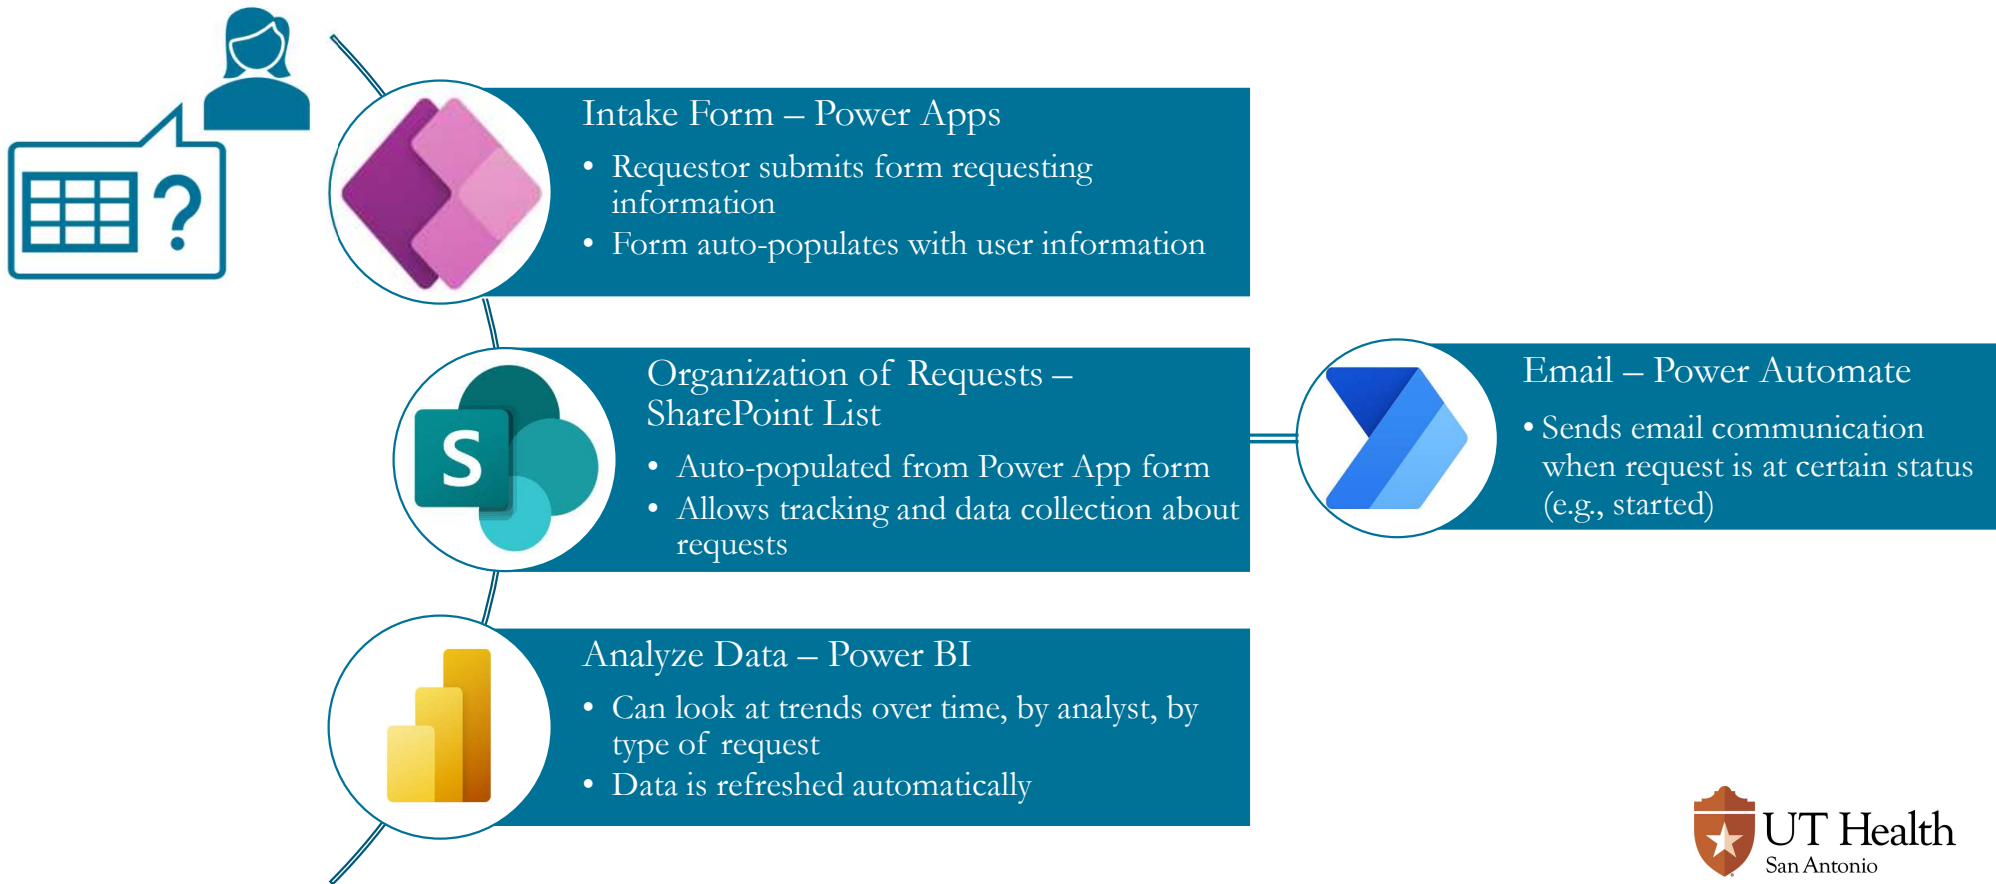 Intake Form – Power Apps
• Requestor submits form requesting
information
• Form auto-populates with user information
?
Organization of Requests –
SharePoint List
• Auto-populated from Power App form
• Allows tracking and data collection about
requests
S
Email – Power Automate
• Sends email communication
when request is at certain status
(e.g., started)
Analyze Data – Power BI
• Can look at trends over time, by analyst, by
type of request
• Data is refreshed automatically
UT Health
San Antonio